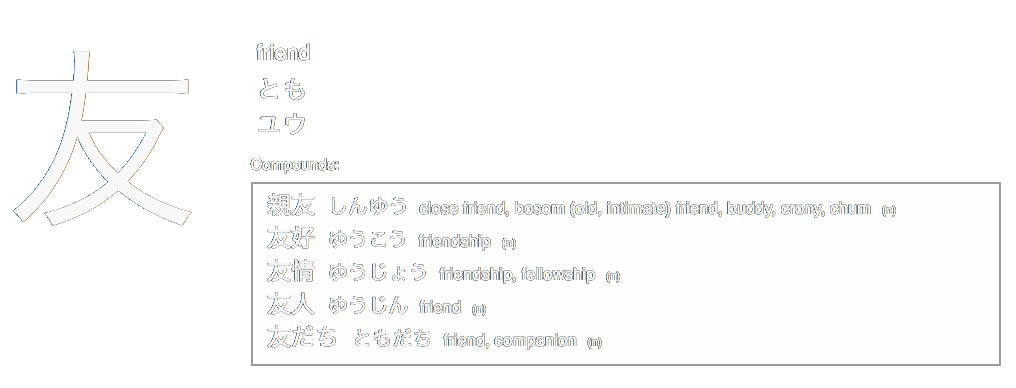 友
friend
とも
ユウ
Compounds:
親友 しんゆう close friend, bosom (old, intimate) friend, buddy, crony, chum (n)
友好 ゆうこう friendship (n)
友情 ゆうじょう friendship, fellowship (n)
友人 ゆうじん friend (n)
友だち ともだち friend, companion (n)